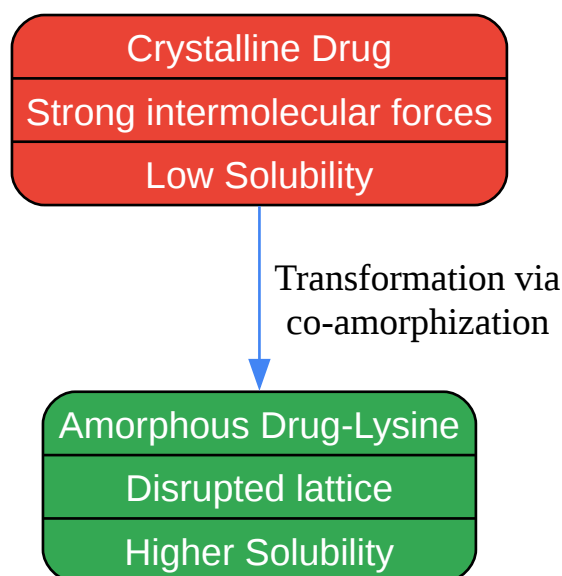 Crystalline Drug
Strong intermolecular forces
Low Solubility
Transformation via
co-amorphization
Amorphous Drug-Lysine
Disrupted lattice
Higher Solubility